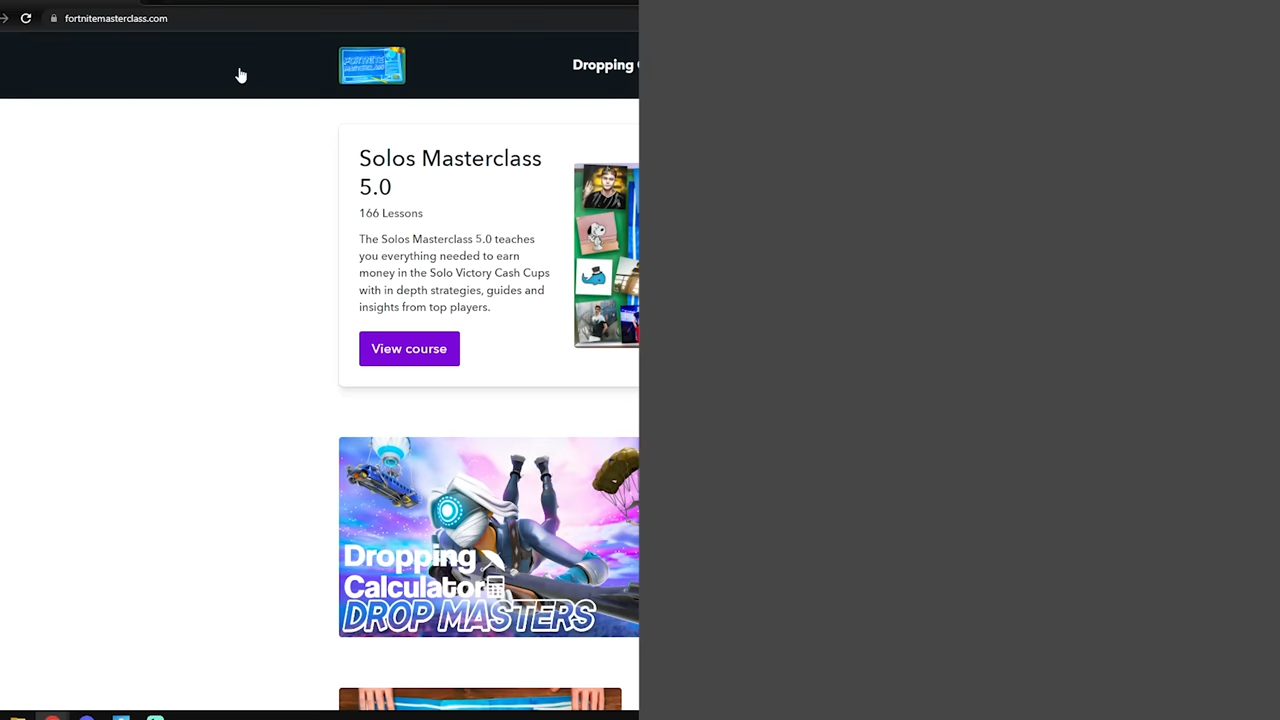 fortnitemasterclass.com
FORTNITE
MASTERCLASS
Dropping
Solos Masterclass
5.0
166 Lessons
The Solos Masterclass 5.0 teaches
you everything needed to earn
money in the Solo Victory Cash Cups
with in depth strategies, guides and
insights from top players.
View course
Dropping
Calculator
DROP MASTERS